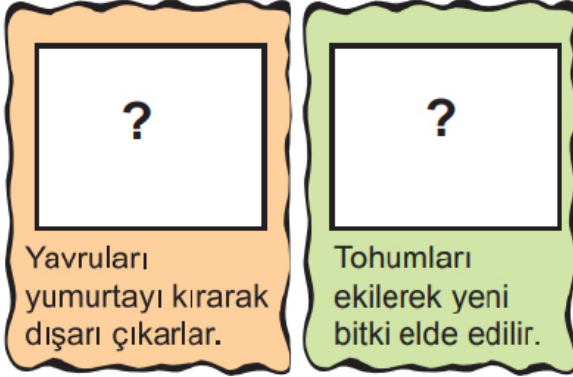 ?
Yavruları
yumurtayı kırarak
dışarı çıkarlar.
?
Tohumları
ekilerek yeni
bitki elde edilir.